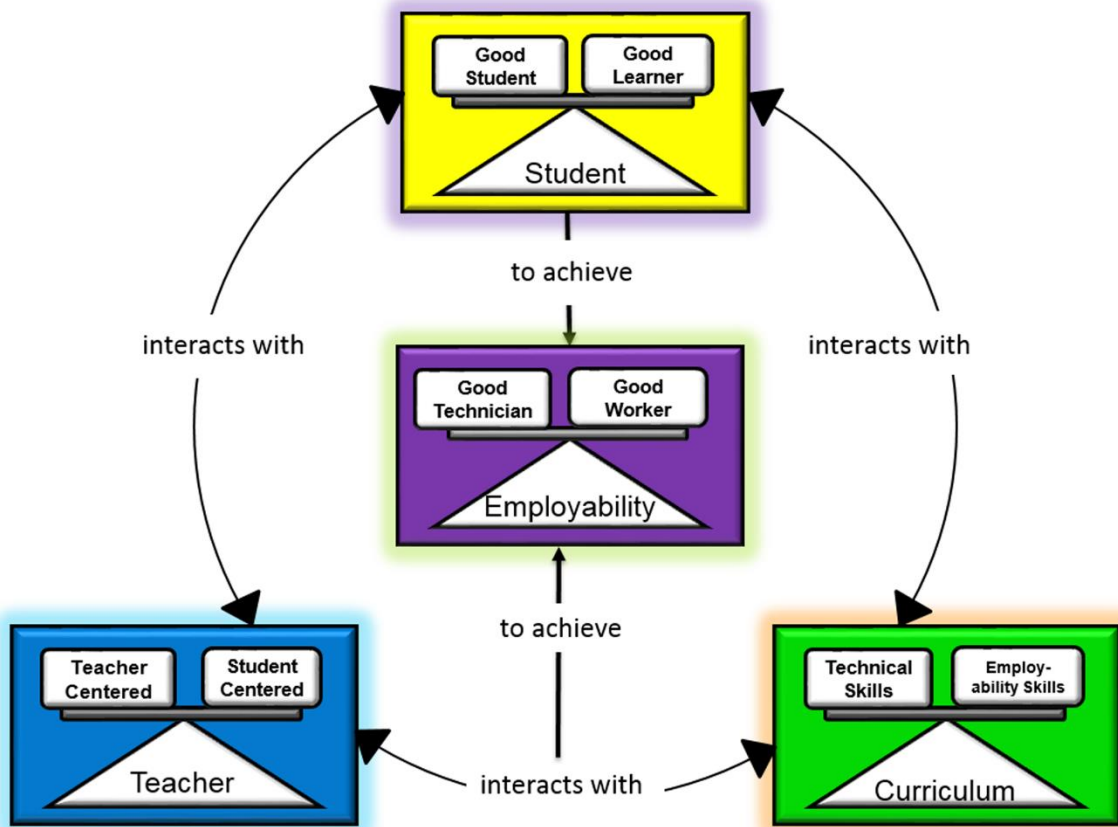 Good
Student
Good
Learner
Student
to achieve
interacts with
interacts with
Good
Technician
Good
Worker
Employability
to achieve
Teacher
Centered
Student
Centered
Teacher
interacts with
Technical
Skills
Employ-
ability Skills
Curriculum